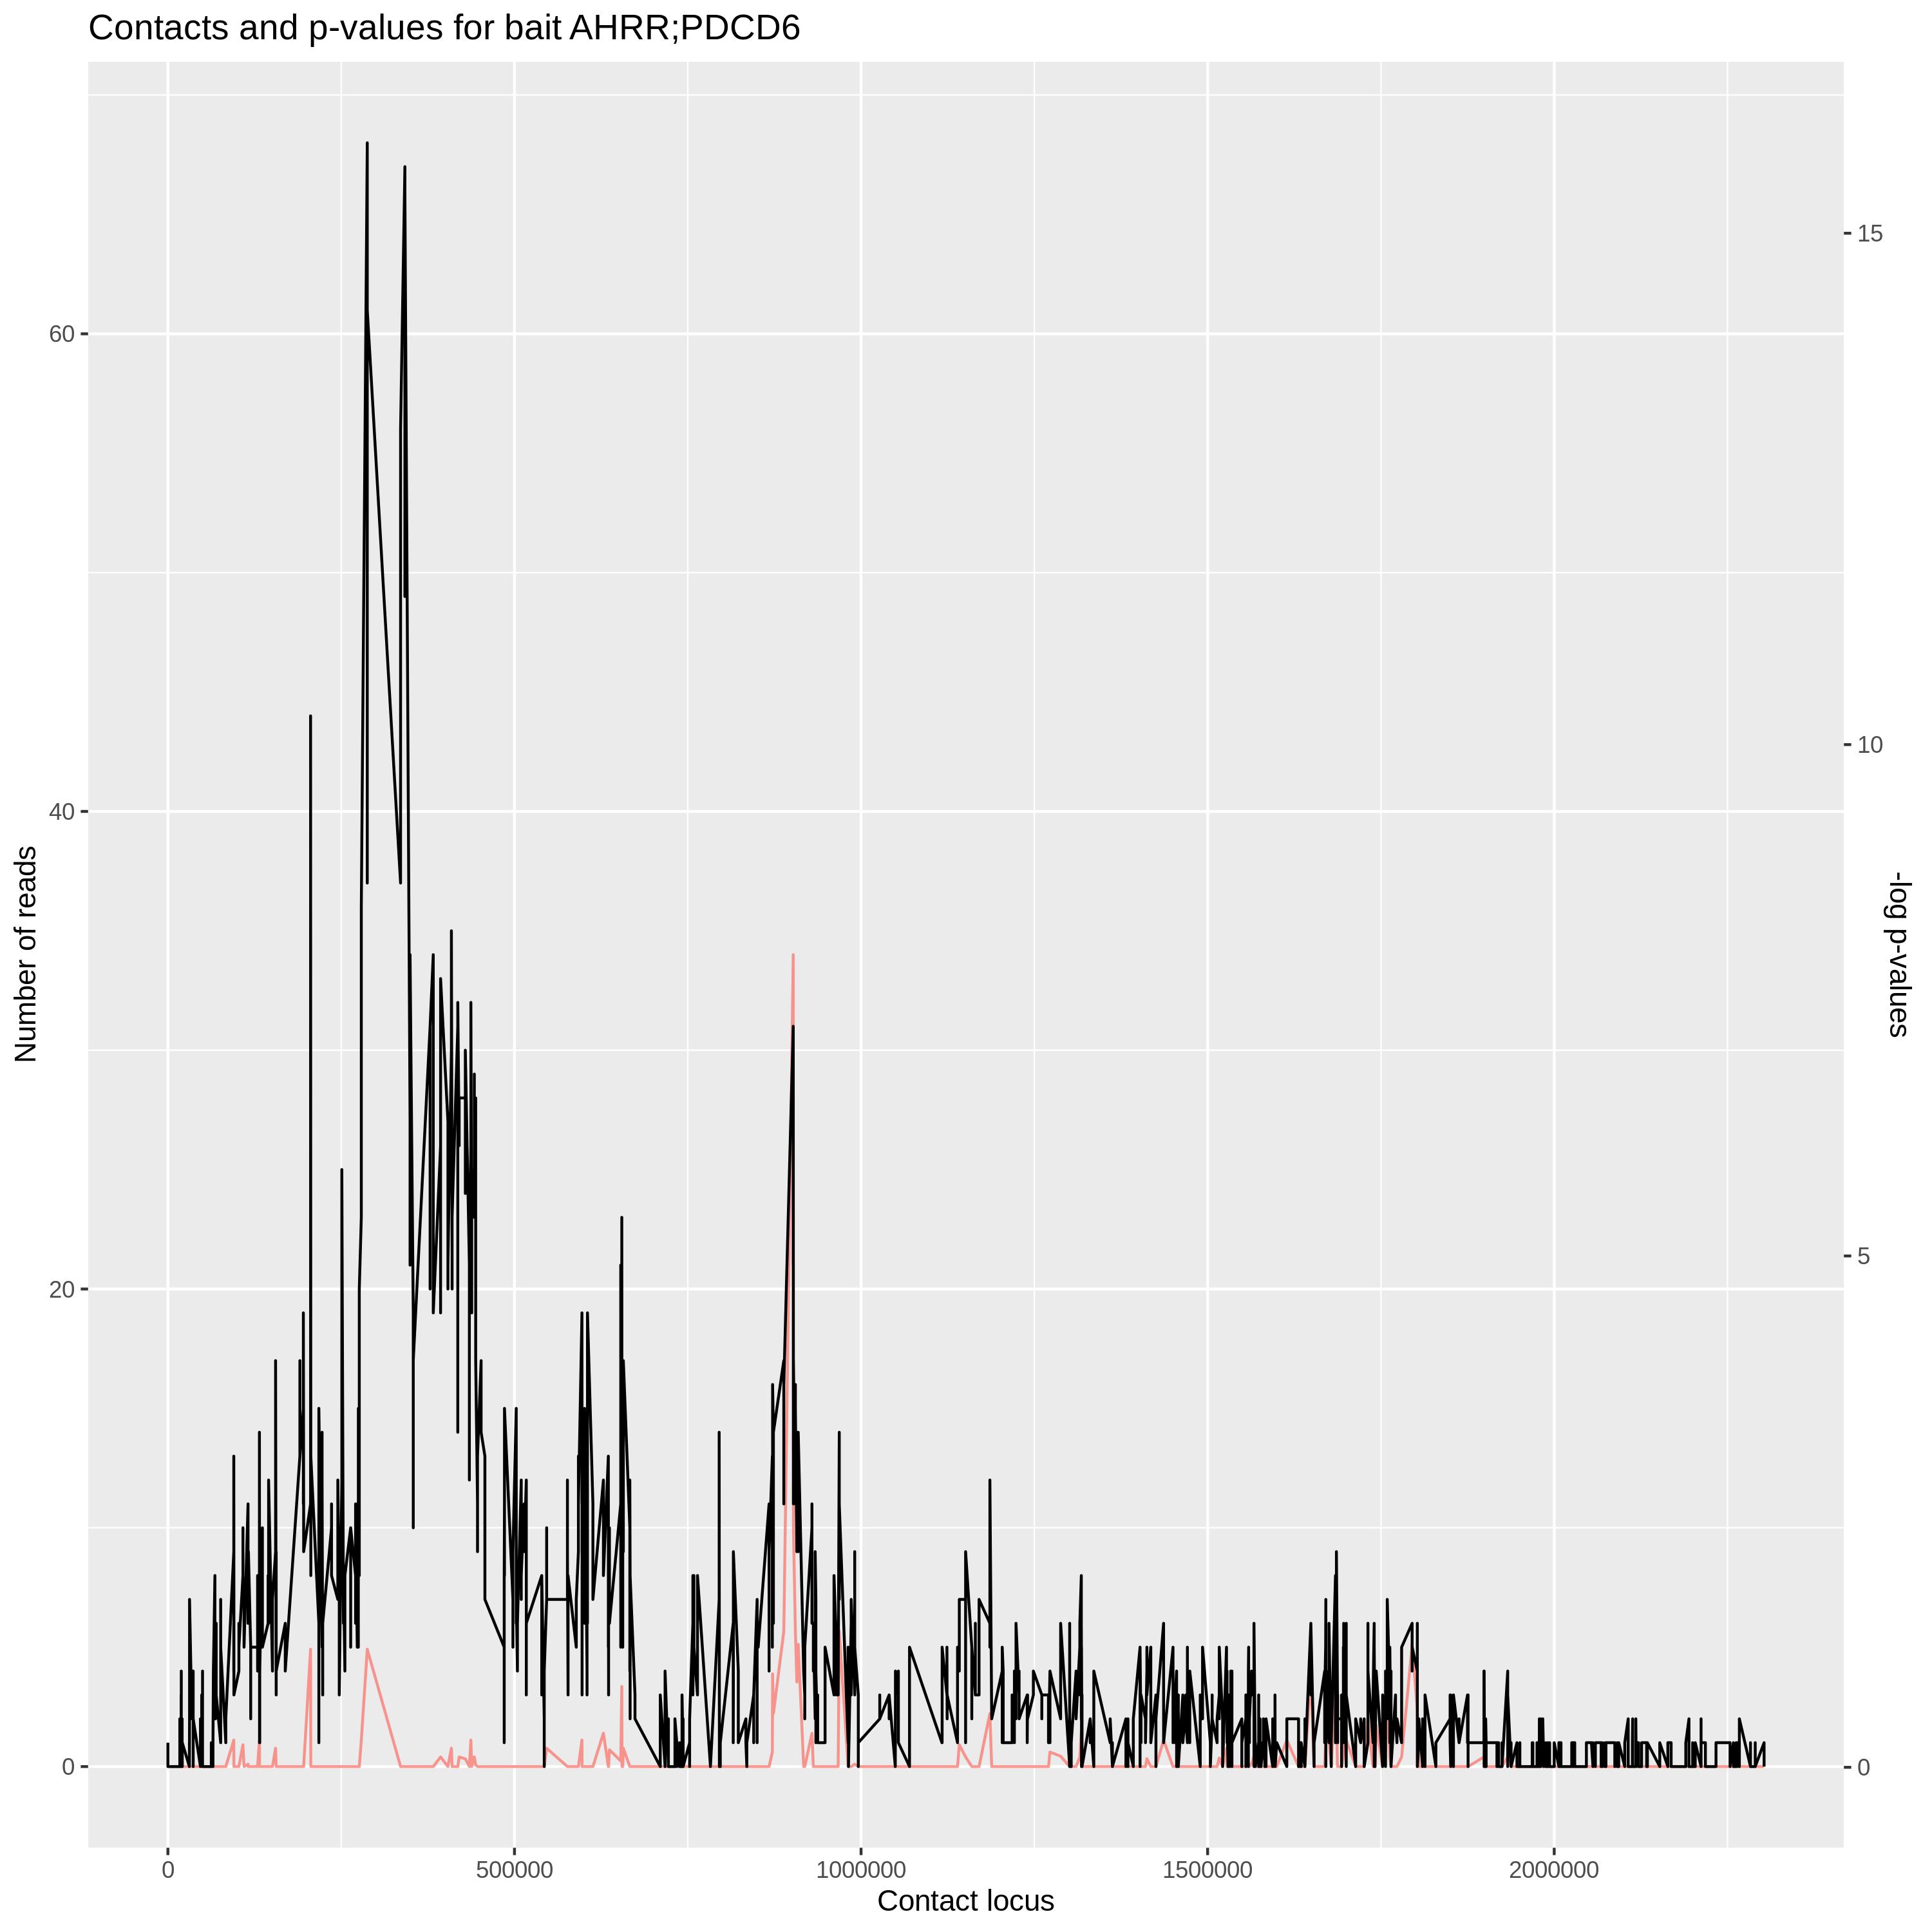 Contacts and p-values for bait AHRR;PDCD6
Number of reads
60
40
20
0
15
10
5
0
-log p-values
0 500000 1000000 1500000 2000000
Contact locus